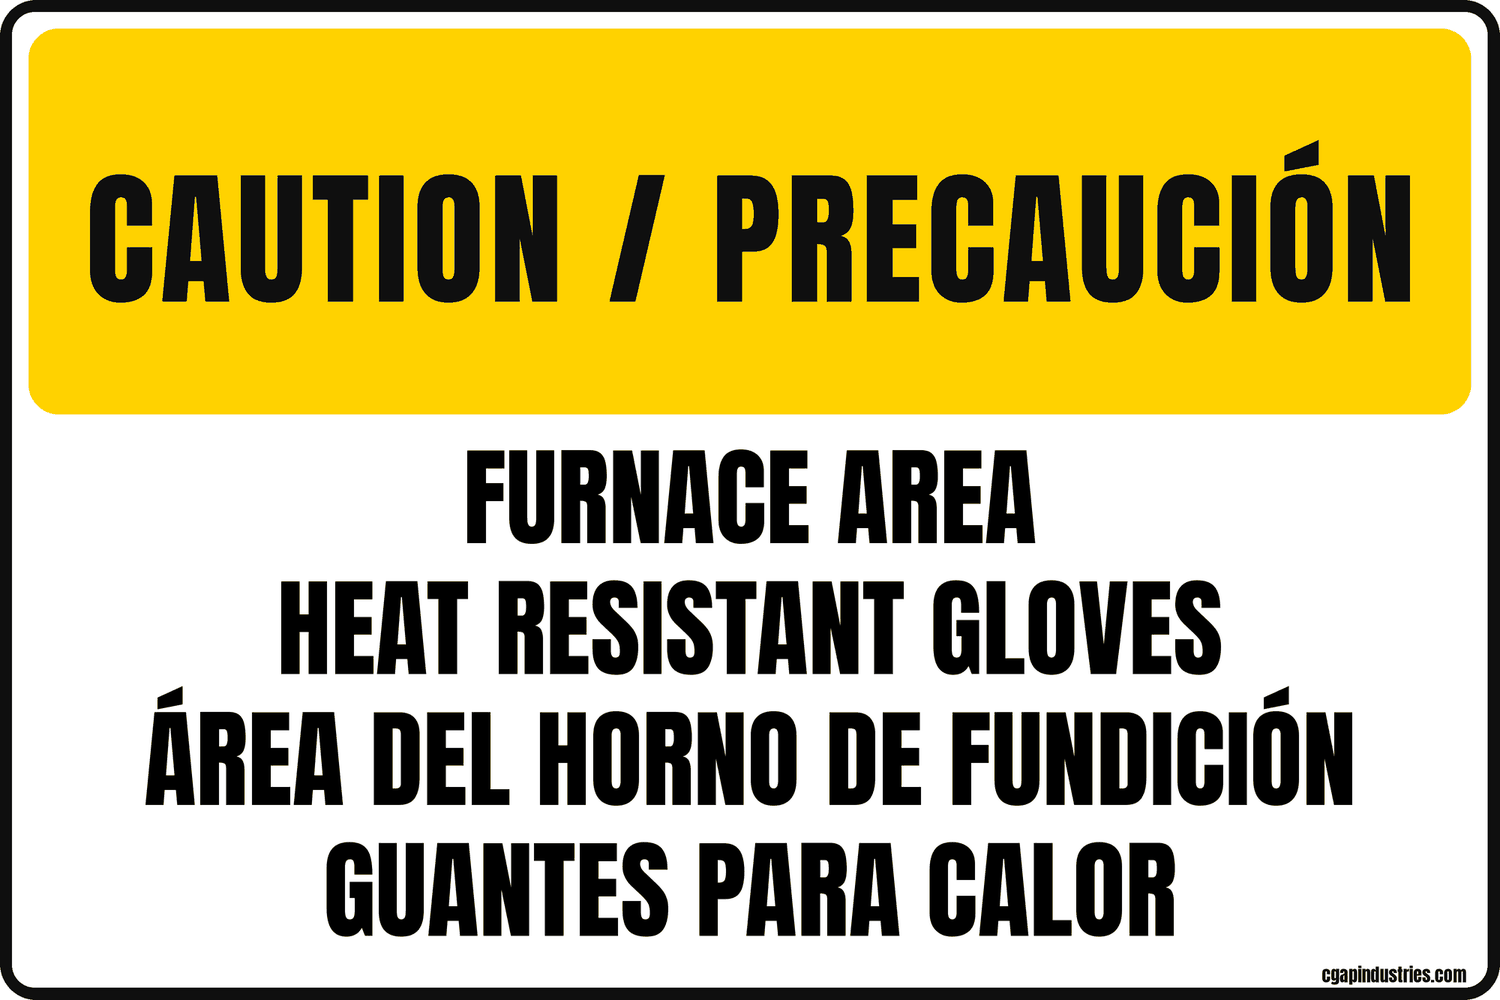 CAUTION / PRECAUCIÓN
FURNACE AREA
HEAT RESISTANT GLOVES
ÁREA DEL HORNO DE FUNDICIÓN
GUANTES PARA CALOR
cgapindustries.com